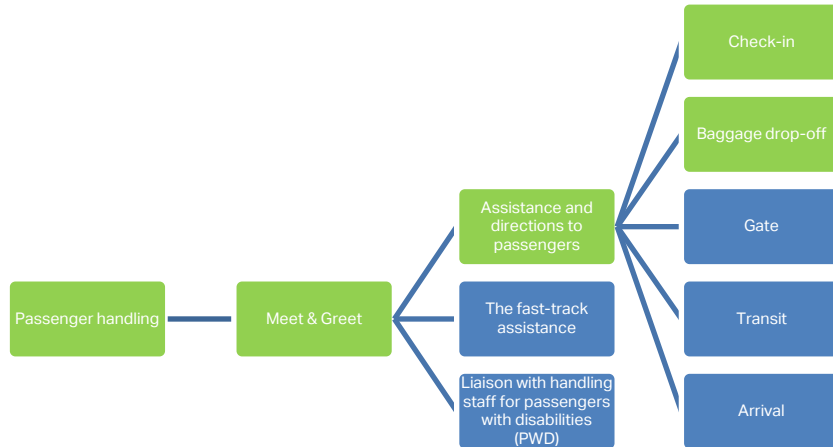 Passenger handling
Meet & Greet
Assistance and
directions to
passengers
The fast-track
assistance
Liaison with handling
staff for passengers
with disabilities
(PWD)
Check-in
Baggage drop-off
Gate
Transit
Arrival